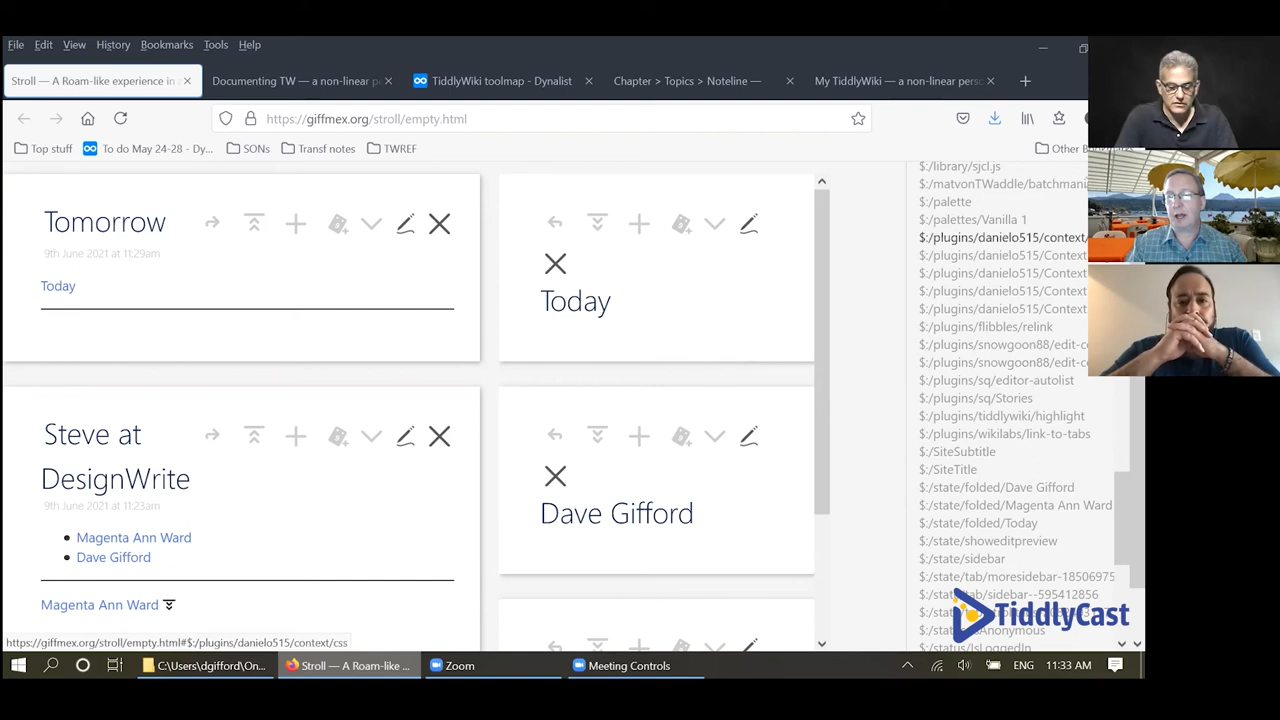 File Edit View History Bookmarks Tools Help
Stroll — A Roam-like experience in
Documenting TW — a non-linear pe
TiddlyWiki toolmap - Dynalist
Chapter > Topics > Noteline —
My TiddlyWiki — a non-linear pers
https://giffmex.org/stroll/empty.html
Top stuff
To do May 24-28 - Dy...
SONs
Transf notes
TWREF
Other
Tomorrow
9th June 2021 at 11:29am
Today
Steve at
DesignWrite
9th June 2021 at 11:23am
Magenta Ann Ward
Dave Gifford
Magenta Ann Ward
https://giffmex.org/stroll/empty.html#$:/plugins/danielo515/context/css
Today
Dave Gifford
$:/library/sjcl.js
$:/matvonTWaddle/batchmani
$:/palette
$:/palettes/Vanilla 1
$:/plugins/danielo515/context/
$:/plugins/danielo515/Context
$:/plugins/danielo515/Context
$:/plugins/danielo515/Context
$:/plugins/danielo515/Context
$:/plugins/flibbles/relink
$:/plugins/snowgoon88/edit-c
$:/plugins/snowgoon88/edit-c
$:/plugins/sq/editor-autolist
$:/plugins/sq/Stories
$:/plugins/tiddlywiki/highlight
$:/plugins/wikilabs/link-to-tabs
$:/SiteSubtitle
$:/SiteTitle
$:/state/folded/Dave Gifford
$:/state/folded/Magenta Ann Ward
$:/state/folded/Today
$:/state/showeditpreview
$:/state/sidebar
$:/state/tab/moresidebar-18506975
$:/state/tab/sidebar--595412856
TiddlyCast
C:\Users\dgifford\On...
Stroll — A Roam-like ...
Zoom
Meeting Controls
ENG
11:33 AM